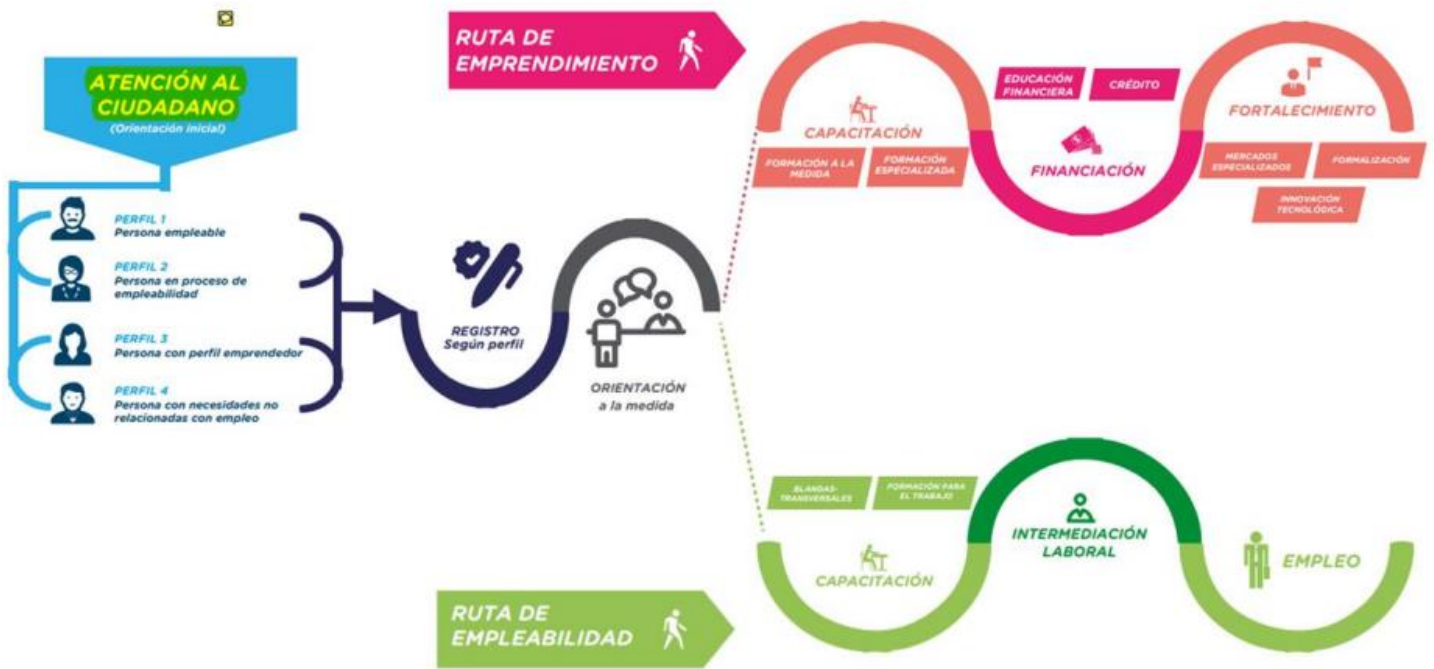 ATENCIÓN AL
CIUDADANO
(Orientación inicial)
PERFIL 1
Persona empleable
PERFIL 2
Persona en proceso de
empleabilidad
PERFIL 3
Persona con perfil emprendedor
PERFIL 4
Persona con necesidades no
relacionadas con empleo
REGISTRO
Según perfil
ORIENTACIÓN
a la medida
RUTA DE
EMPRENDIMIENTO
CAPACITACIÓN
FORMACIÓN A LA
MEDIDA
FORMACIÓN
ESPECIALIZADA
EDUCACIÓN
FINANCIERA
CRÉDITO
FINANCIACIÓN
FORTALECIMIENTO
MERCADOS
ESPECIALIZADOS
FORMALIZACIÓN
INNOVACIÓN
TECNOLÓGICA
RUTA DE
EMPLEABILIDAD
BLANDAS-
TRANSVERSALES
FORMACIÓN PARA
EL TRABAJO
CAPACITACIÓN
INTERMEDIACIÓN
LABORAL
EMPLEO